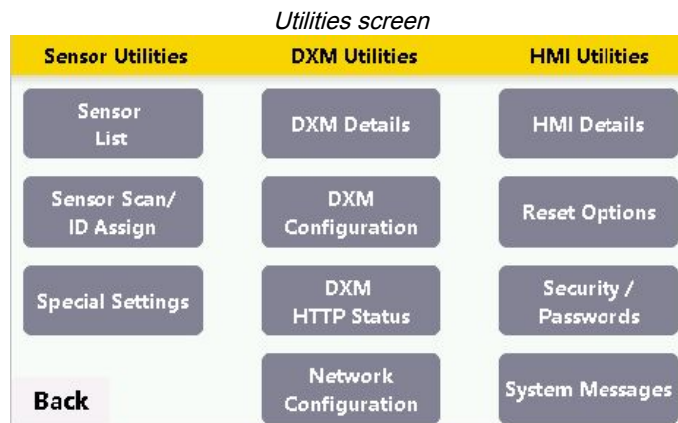 Utilities screen
Sensor Utilities
DXM Utilities
HMI Utilities
Sensor
List
DXM Details
HMI Details
Sensor Scan/
ID Assign
DXM
Configuration
Reset Options
Special Settings
DXM
HTTP Status
Security /
Passwords
Back
Network
Configuration
System Messages